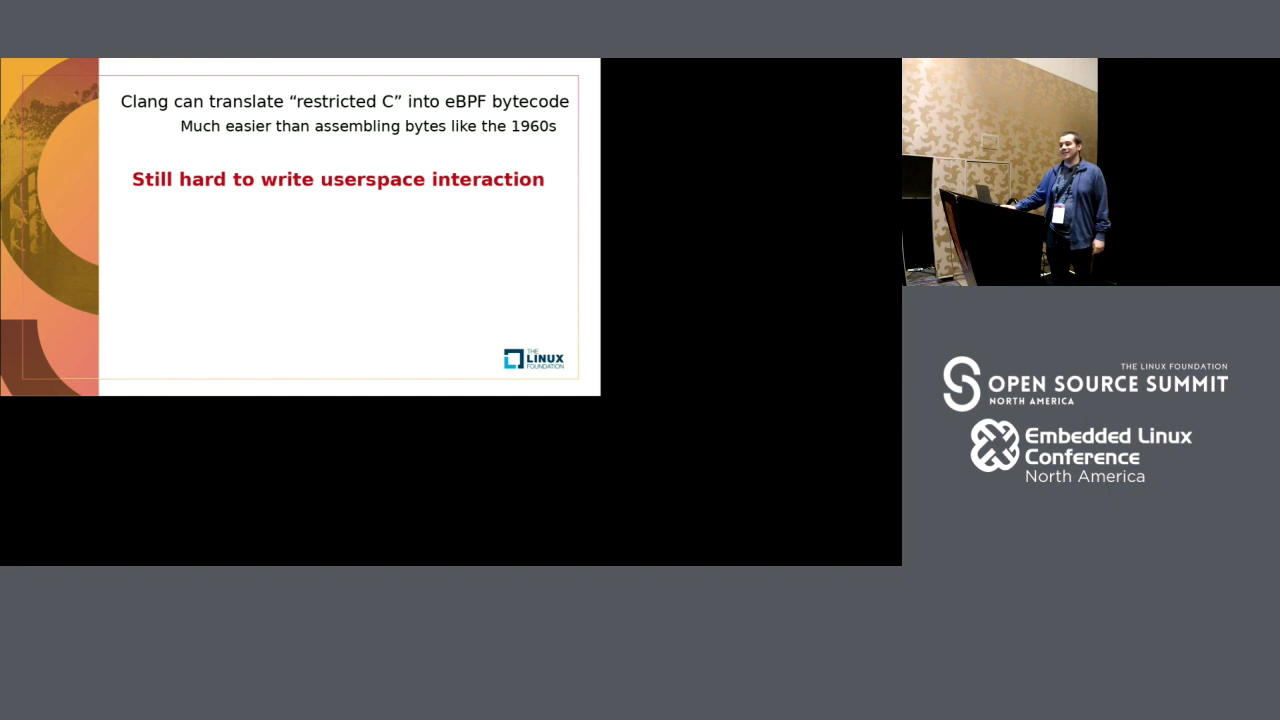 Clang can translate “restricted C” into eBPF bytecode
Much easier than assembling bytes like the 1960s
Still hard to write userspace interaction
THE
LINUX
FOUNDATION
THE LINUX FOUNDATION
OPEN SOURCE SUMMIT
NORTH AMERICA
Embedded Linux
Conference
North America